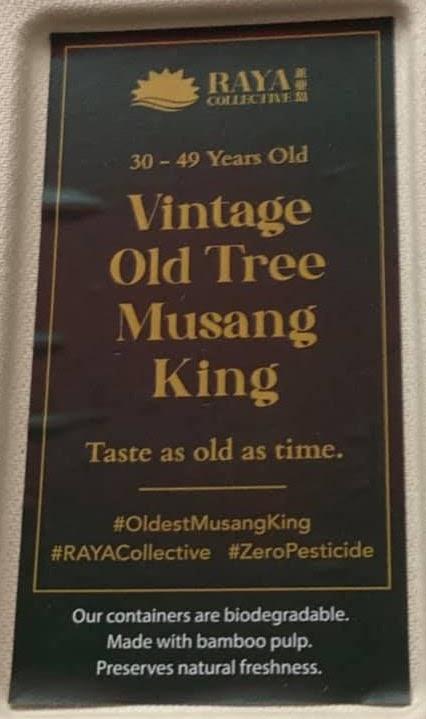 RAYA
COLLECTIVE
30 – 49 Years Old
Vintage
Old Tree
Musang
King
Taste as old as time.
#OldestMusangKing
#RAYACollective #ZeroPesticide
Our containers are biodegradable.
Made with bamboo pulp.
Preserves natural freshness.